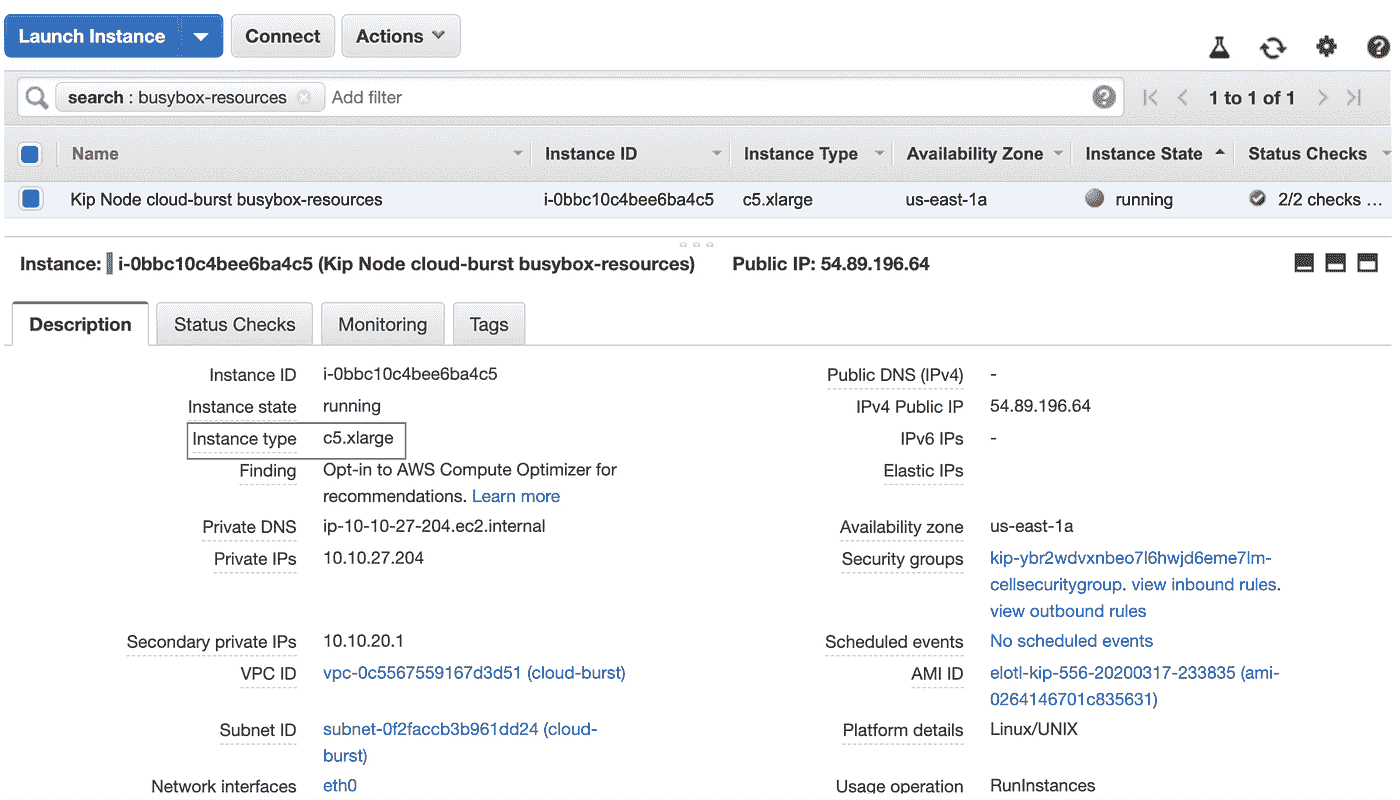 Launch Instance Connect Actions
search : busybox-resources Add filter 1 to 1 of 1
Name Instance ID Instance Type Availability Zone Instance State Status Checks
Kip Node cloud-burst busybox-resources i-0bbc10c4bee6ba4c5 c5.xlarge us-east-1a running 2/2 checks ...
Instance: i-0bbc10c4bee6ba4c5 (Kip Node cloud-burst busybox-resources) Public IP: 54.89.196.64
Description Status Checks Monitoring Tags
Instance ID i-0bbc10c4bee6ba4c5
Instance state running
Instance type c5.xlarge
Finding Opt-in to AWS Compute Optimizer for
recommendations. Learn more
Private DNS ip-10-10-27-204.ec2.internal
Private IPs 10.10.27.204
Secondary private IPs 10.10.20.1
VPC ID vpc-0c5567559167d3d51 (cloud-burst)
Subnet ID subnet-0f2faccb3b961dd24 (cloud-
burst)
Network interfaces eth0
Public DNS (IPv4) -
IPv4 Public IP 54.89.196.64
IPv6 IPs -
Elastic IPs
Availability zone us-east-1a
Security groups kip-ybr2wdvxnbeo7l6hwjd6eme7lm-
cellsecuritygroup. view inbound rules.
view outbound rules
Scheduled events No scheduled events
AMI ID elotl-kip-556-20200317-233835 (ami-
0264146701c835631)
Platform details Linux/UNIX
Usage operation RunInstances